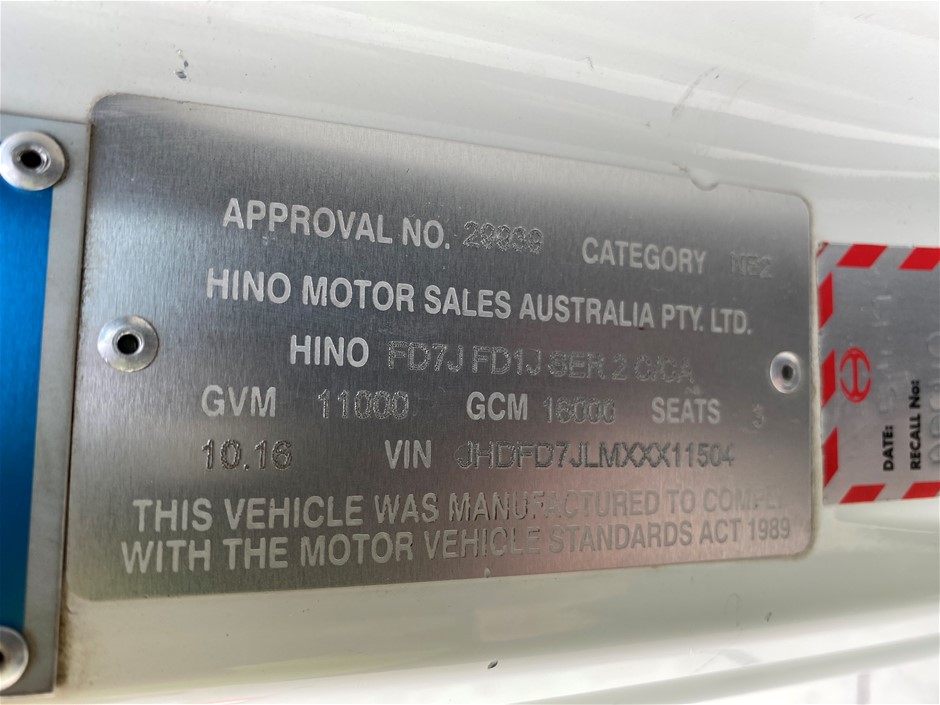 APPROVAL NO. 29999 CATEGORY NB2
HINO MOTOR SALES AUSTRALIA PTY. LTD.
HINO FD7J FD1J SER 2 C/CA
GVM 11000 GCM 16000 SEATS 3
10.16 VIN JHDFD7JLMXXX11504
THIS VEHICLE WAS MANUFACTURED TO COMPLY
WITH THE MOTOR VEHICLE STANDARDS ACT 1989
DATE:
RECALL No: